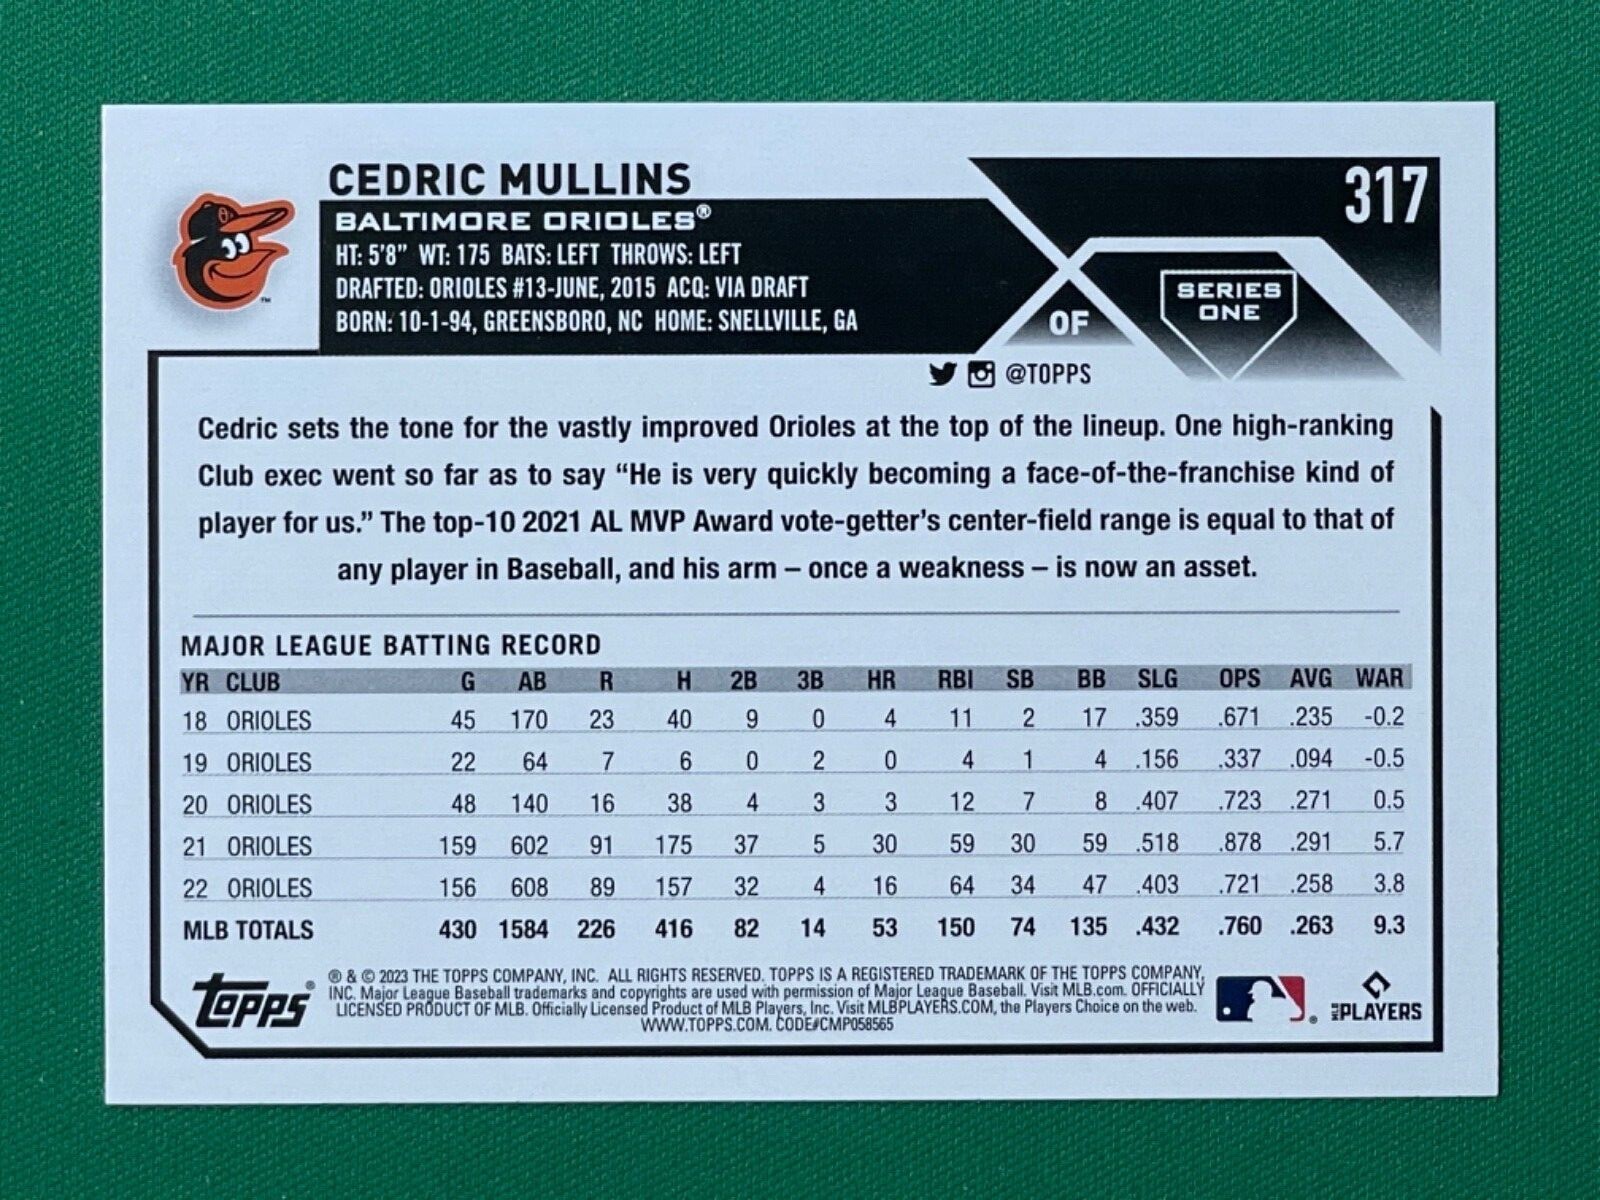 CEDRIC MULLINS
317
BALTIMORE ORIOLES®
HT: 5'8" WT: 175 BATS: LEFT THROWS: LEFT
DRAFTED: ORIOLES #13-JUNE, 2015 ACQ: VIA DRAFT
BORN: 10-1-94, GREENSBORO, NC HOME: SNELLVILLE, GA
OF
SERIES
ONE
@TOPPS
Cedric sets the tone for the vastly improved Orioles at the top of the lineup. One high-ranking
Club exec went so far as to say “He is very quickly becoming a face-of-the-franchise kind of
player for us.” The top-10 2021 AL MVP Award vote-getter's center-field range is equal to that of
any player in Baseball, and his arm – once a weakness – is now an asset.
MAJOR LEAGUE BATTING RECORD
YR CLUB G AB R H 2B 3B HR RBI SB BB SLG OPS AVG WAR
18 ORIOLES 45 170 23 40 9 0 4 11 2 17 .359 .671 .235 -0.2
19 ORIOLES 22 64 7 6 0 2 0 4 1 4 .156 .337 .094 -0.5
20 ORIOLES 48 140 16 38 4 3 3 12 7 8 .407 .723 .271 0.5
21 ORIOLES 159 602 91 175 37 5 30 59 30 59 .518 .878 .291 5.7
22 ORIOLES 156 608 89 157 32 4 16 64 34 47 .403 .721 .258 3.8
MLB TOTALS 430 1584 226 416 82 14 53 150 74 135 .432 .760 .263 9.3
topps®
® & © 2023 THE TOPPS COMPANY, INC. ALL RIGHTS RESERVED. TOPPS IS A REGISTERED TRADEMARK OF THE TOPPS COMPANY,
INC. Major League Baseball trademarks and copyrights are used with permission of Major League Baseball. Visit MLB.com. OFFICIALLY
LICENSED PRODUCT OF MLB. Officially Licensed Product of MLB Players, Inc. Visit MLBPLAYERS.COM, the Players Choice on the web.
WWW.TOPPS.COM. CODE#CMP058565
MLB PLAYERS